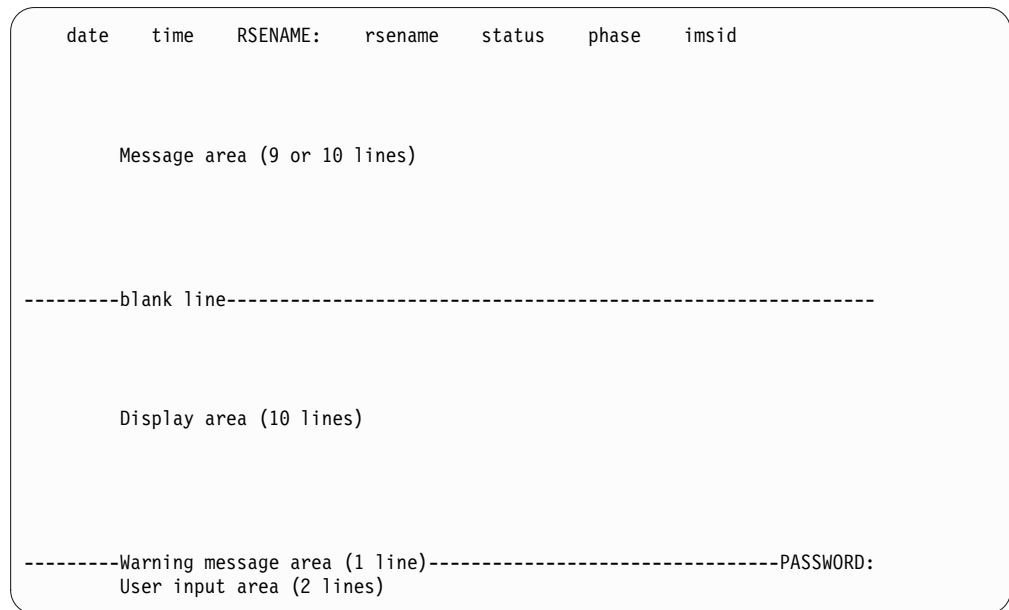 date time RSENAME: rsename status phase imsid
Message area (9 or 10 lines)
---------blank line-------------------------------------------------------------
Display area (10 lines)
---------Warning message area (1 line)---------------------------------PASSWORD:
User input area (2 lines)